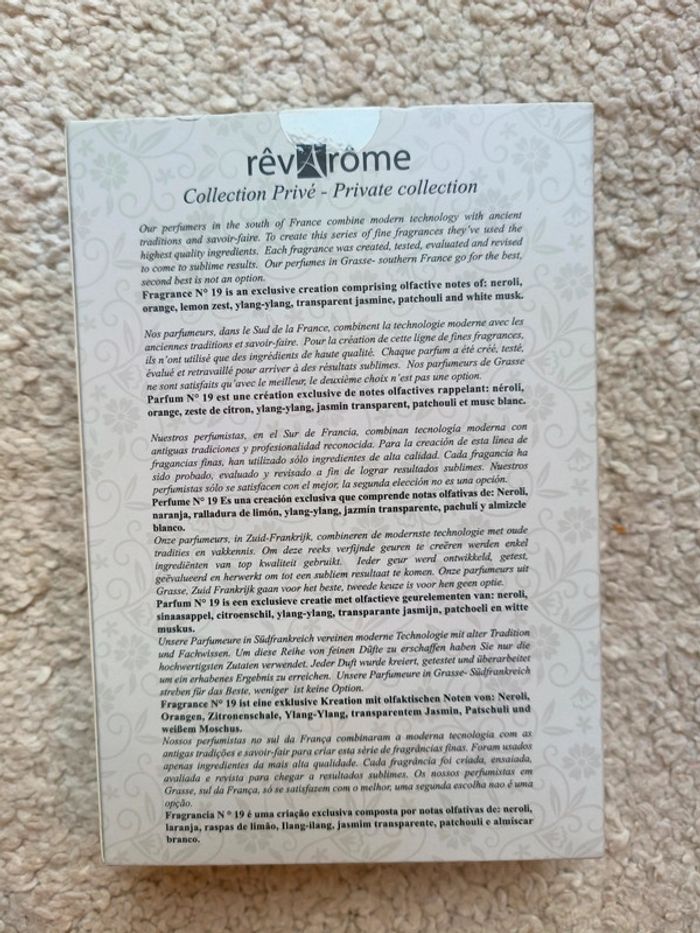 rêvArôme
Collection Privé - Private collection
Our perfumers in the south of France combine modern technology with ancient
traditions and savoir-faire. To create this series of fine fragrances they've used the
highest quality ingredients. Each fragrance was created, tested, evaluated and revised
to come to sublime results. Our perfumes in Grasse- southern France go for the best,
second best is not an option.
Fragrance N° 19 is an exclusive creation comprising olfactive notes of: neroli,
orange, lemon zest, ylang-ylang, transparent jasmine, patchouli and white musk.
Nos parfumeurs, dans le Sud de la France, combinent la technologie moderne avec les
anciennes traditions et savoir-faire. Pour la création de cette ligne de fines fragrances,
ils n'ont utilisé que des ingrédients de haute qualité. Chaque parfum a été créé, testé,
évalué et retravaillé pour arriver à des résultats sublimes. Nos parfumeurs de Grasse
ne sont satisfaits qu'avec le meilleur, le deuxième choix n'est pas une option.
Parfum N° 19 est une création exclusive de notes olfactives rappelant: néroli,
orange, zeste de citron, ylang-ylang, jasmin transparent, patchouli et musc blanc.
Nuestros perfumistas, en el Sur de Francia, combinan tecnología moderna con
antiguas tradiciones y profesionalidad reconocida. Para la creación de esta linea de
fragancias finas, han utilizado sólo ingredientes de alta calidad. Cada fragancia ha
sido probado, evaluado y revisado a fin de lograr resultados sublimes. Nuestros
perfumistas sólo se satisfacen con el mejor, la segunda elección no es una opción.
Perfume N° 19 Es una creación exclusiva que comprende notas olfativas de: Neroli,
naranja, ralladura de limón, ylang-ylang, jazmín transparente, pachulí y almizcle
blanco.
Onze parfumeurs, in Zuid-Frankrijk, combineren de modernste technologie met oude
tradities en vakkennis. Om deze reeks verfijnde geuren te creëren werden enkel
ingrediënten van top kwaliteit gebruikt. Ieder geur werd ontwikkeld, getest,
geëvalueerd en herwerkt om tot een subliem resultaat te komen. Onze parfumeurs uit
Grasse, Zuid Frankrijk gaan voor het beste, tweede keuze is voor hen geen optie.
Parfum N° 19 is een exclusieve creatie met olfactieve geurelementen van: neroli,
sinaasappel, citroenschil, ylang-ylang, transparante jasmijn, patchoeli en witte
muskus.
Unsere Parfumeure in Südfrankreich vereinen moderne Technologie mit alter Tradition
und Fachwissen. Um diese Reihe von feinen Düfte zu erschaffen haben Sie nur die
hochwertigsten Zutaten verwendet. Jeder Duft wurde kreiert, getestet und überarbeitet
um ein erhabenes Ergebnis zu erreichen. Unsere Parfumeure in Grasse- Südfrankreich
streben für das Beste, weniger ist keine Option.
Fragrance N° 19 ist eine exklusive Kreation mit olfaktischen Noten von: Neroli,
Orangen, Zitronenschale, Ylang-Ylang, transparentem Jasmin, Patschuli und
weißem Moschus.
Nossos perfumistas no sul da França combinaram a moderna tecnologia com as
antigas tradições e savoir-fair para criar esta série de fragrâncias finas. Foram usados
apenas ingredientes da mais alta qualidade. Cada fragrância foi criada, ensaiada,
avaliada e revista para chegar a resultados sublimes. Os nossos perfumistas em
Grasse, sul da França, só se satisfazem com o melhor, uma segunda escolha nao é uma
opção.
Fragrancia N ° 19 é uma criação exclusiva composta por notas olfativas de: neroli,
laranja, raspas de limão, Ilang-ilang, jasmim transparente, patchouli e almiscar
branco.